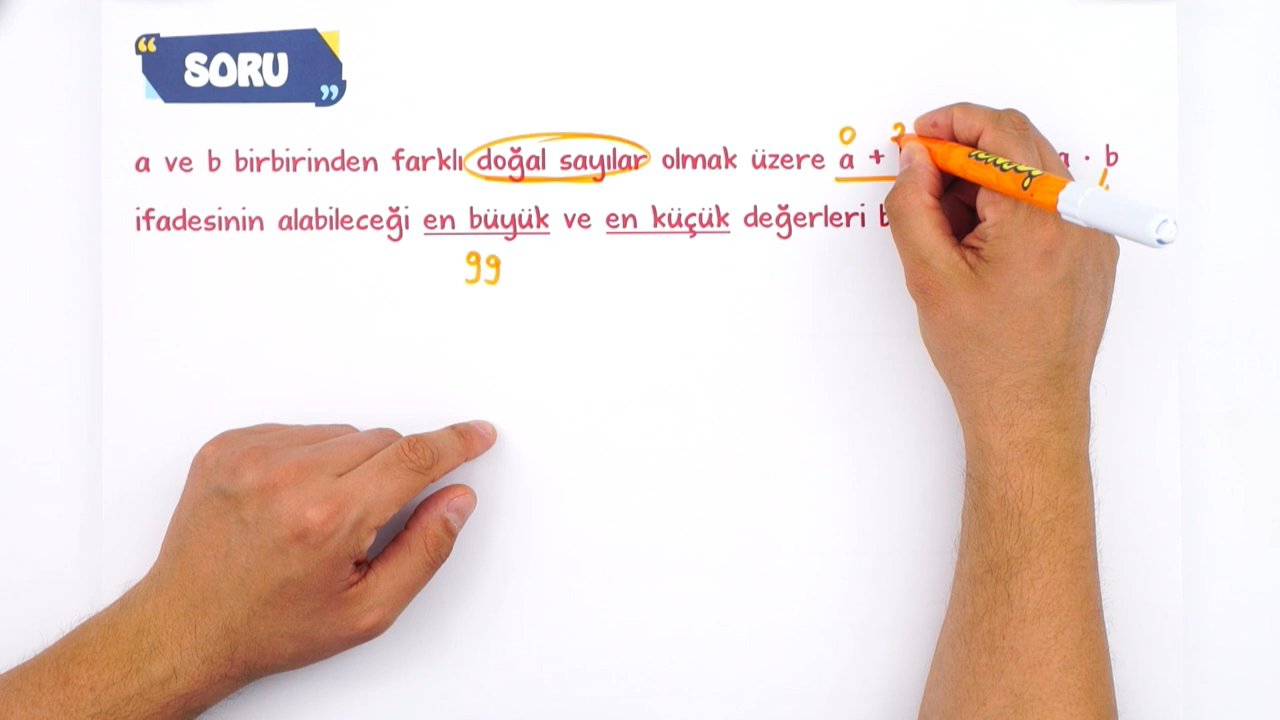 SORU
0
a ve b birbirinden farklı doğal sayılar olmak üzere a + · b
ifadesinin alabileceği en büyük ve en küçük değerleri
99